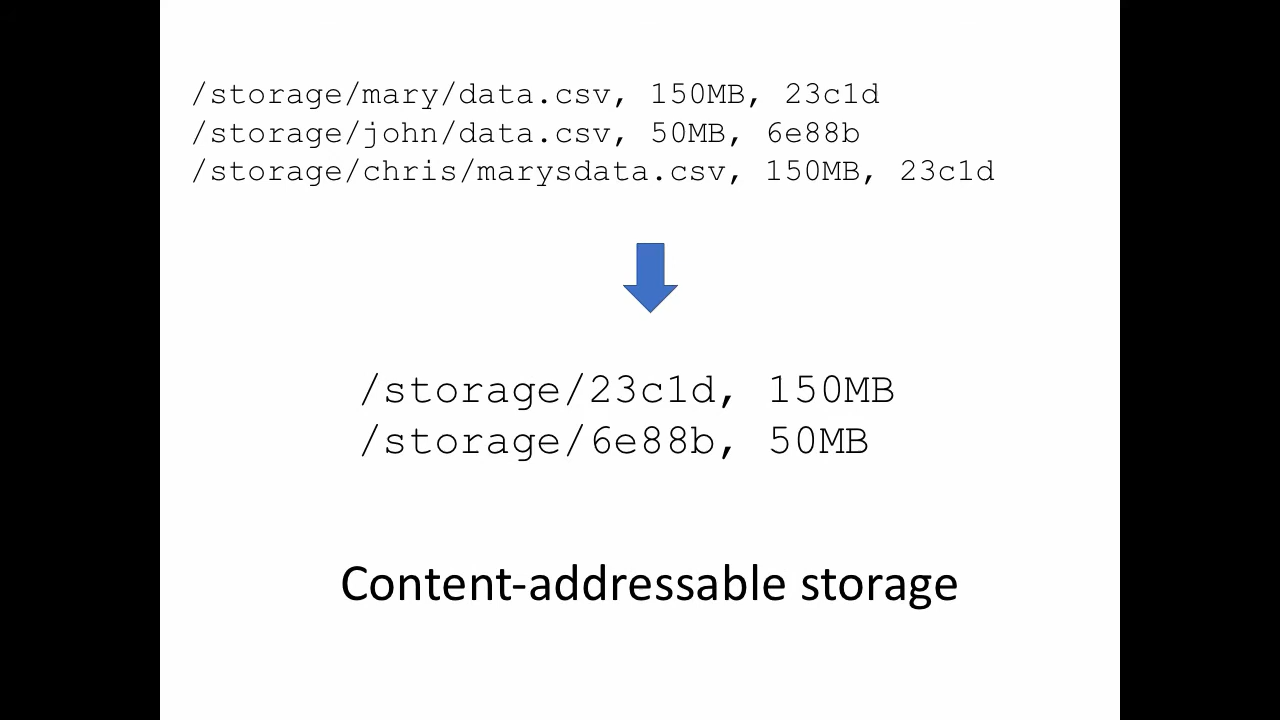 /storage/mary/data.csv, 150MB, 23c1d
/storage/john/data.csv, 50MB, 6e88b
/storage/chris/marysdata.csv, 150MB, 23c1d
/storage/23c1d, 150MB
/storage/6e88b, 50MB
Content-addressable storage